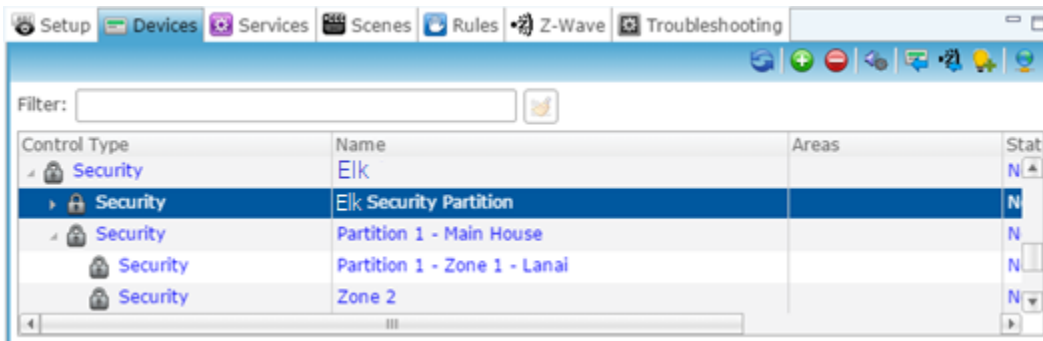 Setup Devices Services Scenes Rules Z-Wave Troubleshooting
Filter:
Control Type Name Areas Stat
Security Elk N
Security Elk Security Partition N
Security Partition 1 - Main House N
Security Partition 1 - Zone 1 - Lanai N
Security Zone 2 N